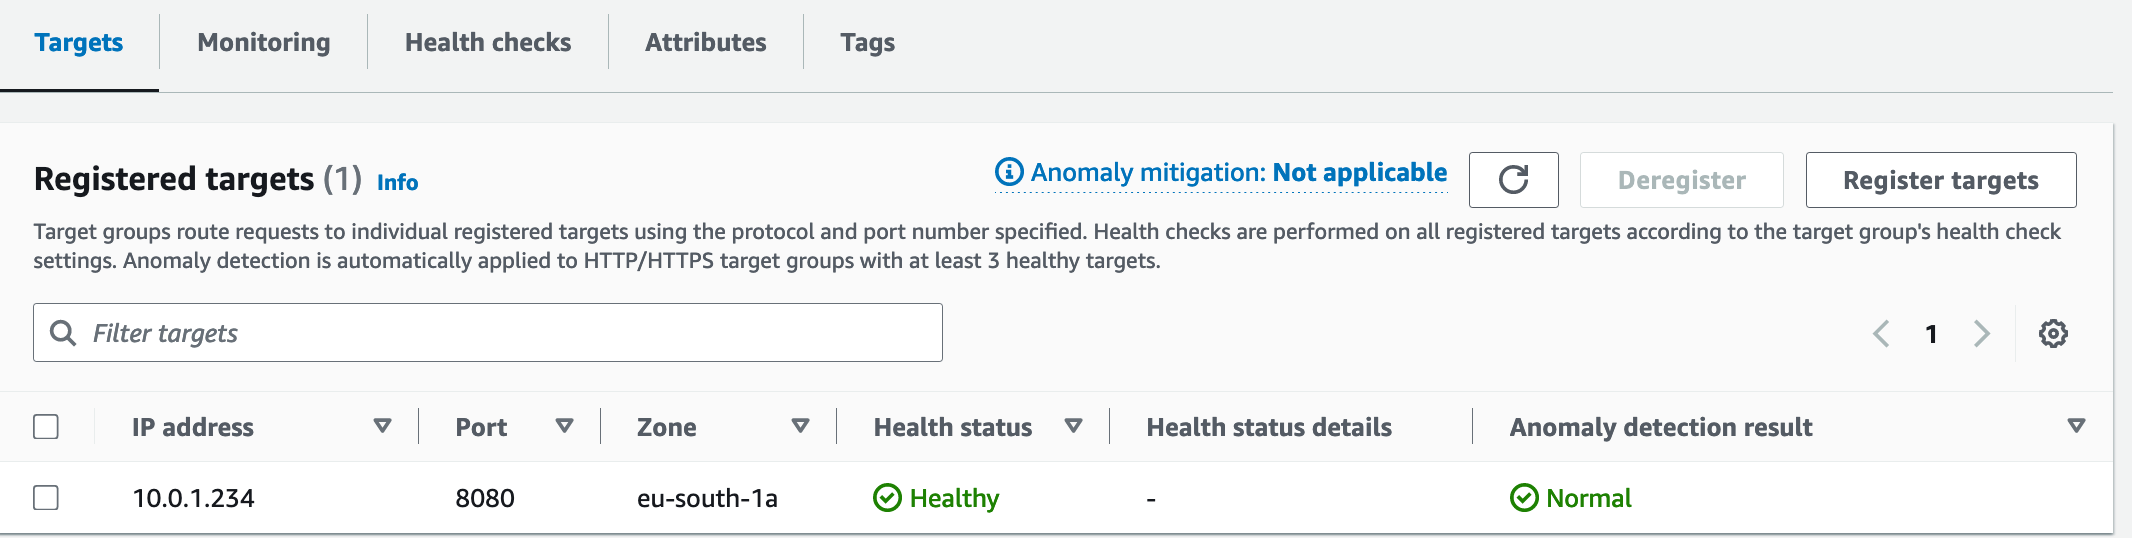 Targets Monitoring Health checks Attributes Tags
Registered targets (1) Info Anomaly mitigation: Not applicable Deregister Register targets
Target groups route requests to individual registered targets using the protocol and port number specified. Health checks are performed on all registered targets according to the target group's health check
settings. Anomaly detection is automatically applied to HTTP/HTTPS target groups with at least 3 healthy targets.
Filter targets 1
IP address Port Zone Health status Health status details Anomaly detection result
10.0.1.234 8080 eu-south-1a Healthy - Normal